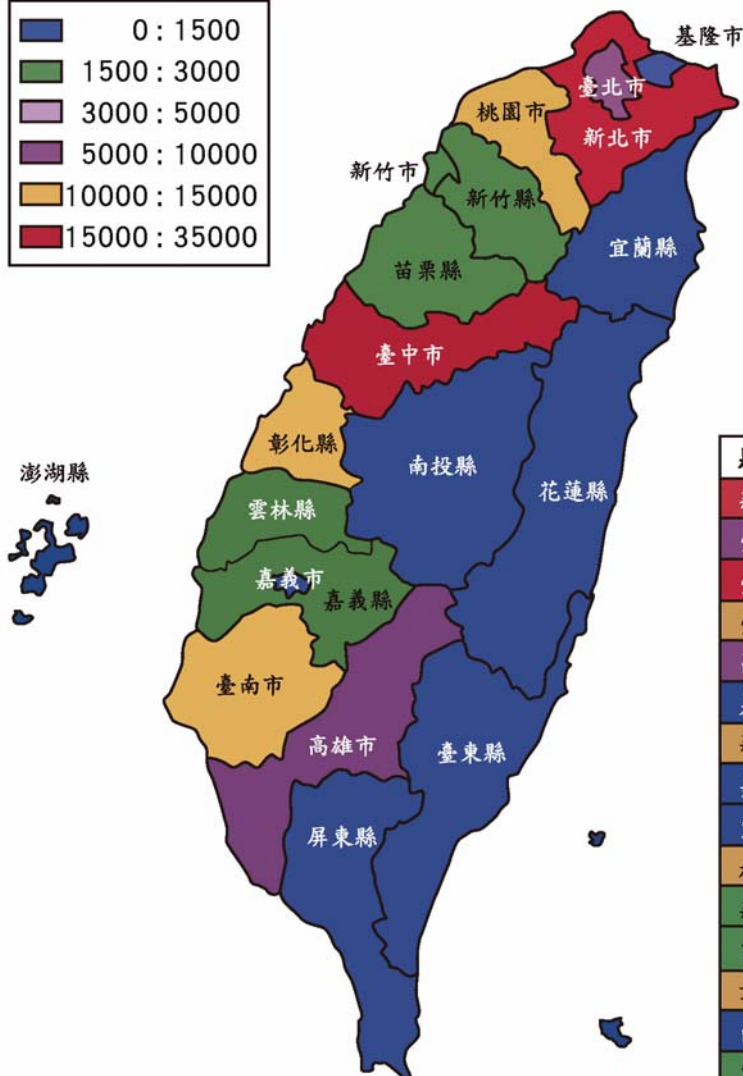 0 : 1500
1500 : 3000
3000 : 5000
5000 : 10000
10000 : 15000
15000 : 35000
基隆市
臺北市
桃園市
新北市
新竹市
新竹縣
宜蘭縣
苗栗縣
臺中市
彰化縣
南投縣
花蓮縣
澎湖縣
雲林縣
嘉義市
嘉義縣
臺南市
高雄市
臺東縣
屏東縣